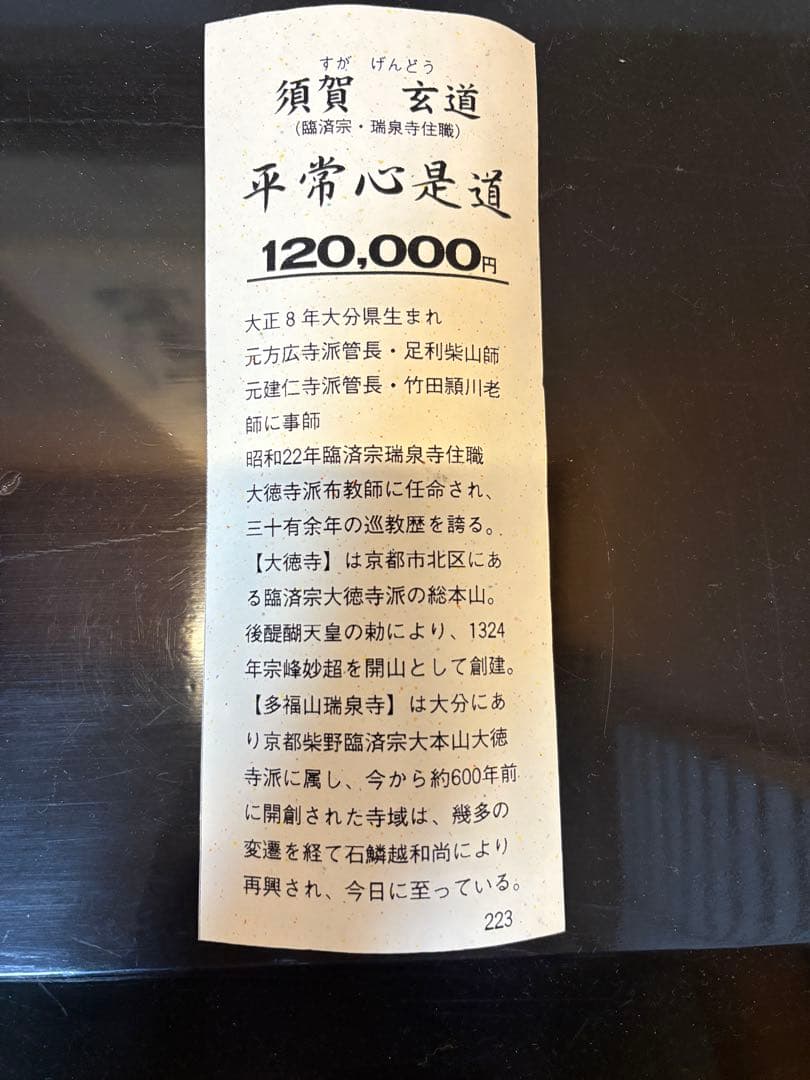 すが げんどう
須賀 玄道
(臨済宗・瑞泉寺住職)
平常心是道
120,000円
大正8年大分県生まれ
元方広寺派管長・足利柴山師
元建仁寺派管長・竹田頴川老
師に事師
昭和22年臨済宗瑞泉寺住職
大徳寺派布教師に任命され、
三十有余年の巡教歴を誇る。
【大徳寺】は京都市北区にあ
る臨済宗大徳寺派の総本山。
後醍醐天皇の勅により、1324
年宗峰妙超を開山として創建。
【多福山瑞泉寺】は大分にあ
り京都柴野臨済宗大本山大徳
寺派に属し、今から約600年前
に開創された寺域は、幾多の
変遷を経て石鱗越和尚により
再興され、今日に至っている。
223